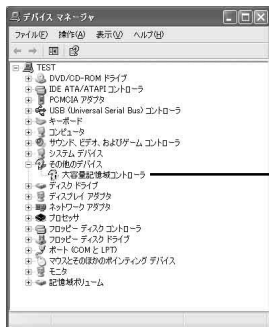 デバイス マネージャ
ファイル(F) 操作(A) 表示(V) ヘルプ(H)
TEST
DVD/CD-ROM ドライブ
IDE ATA/ATAPI コントローラ
PCMCIA アダプタ
USB (Universal Serial Bus) コントローラ
キーボード
コンピュータ
サウンド、ビデオ、およびゲーム コントローラ
システム デバイス
その他のデバイス
大容量記憶域コントローラ
ディスク ドライブ
ディスプレイ アダプタ
ネットワーク アダプタ
プロセッサ
フロッピー ディスク コントローラ
フロッピー ディスク ドライブ
ポート (COM と LPT)
マウスとそのほかのポインティング デバイス
モニタ
記憶域ボリューム